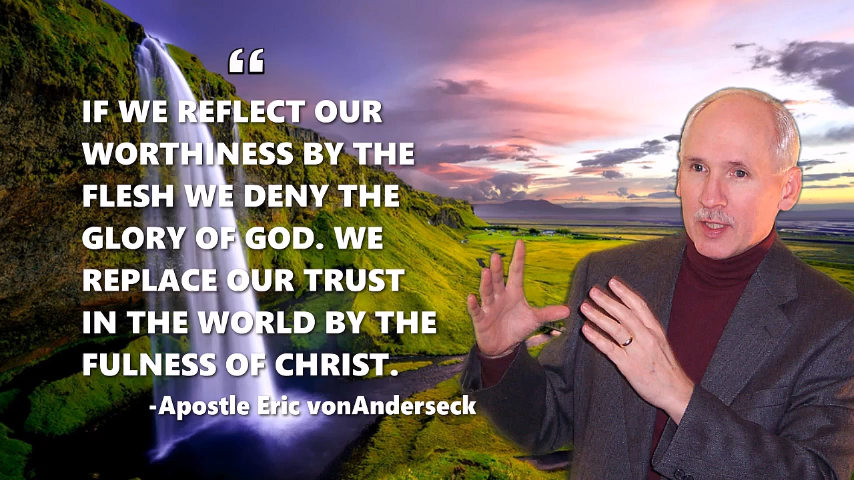 “
IF WE REFLECT OUR
WORTHINESS BY THE
FLESH WE DENY THE
GLORY OF GOD. WE
REPLACE OUR TRUST
IN THE WORLD BY THE
FULNESS OF CHRIST.
-Apostle Eric vonAnderseck